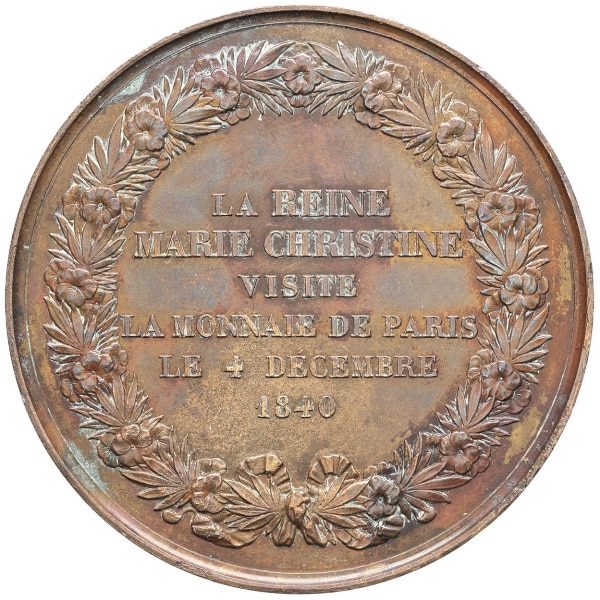 LA REINE
MARIE CHRISTINE
VISITE
LA MONNAIE DE PARIS
LE 4 DECEMBRE
1840